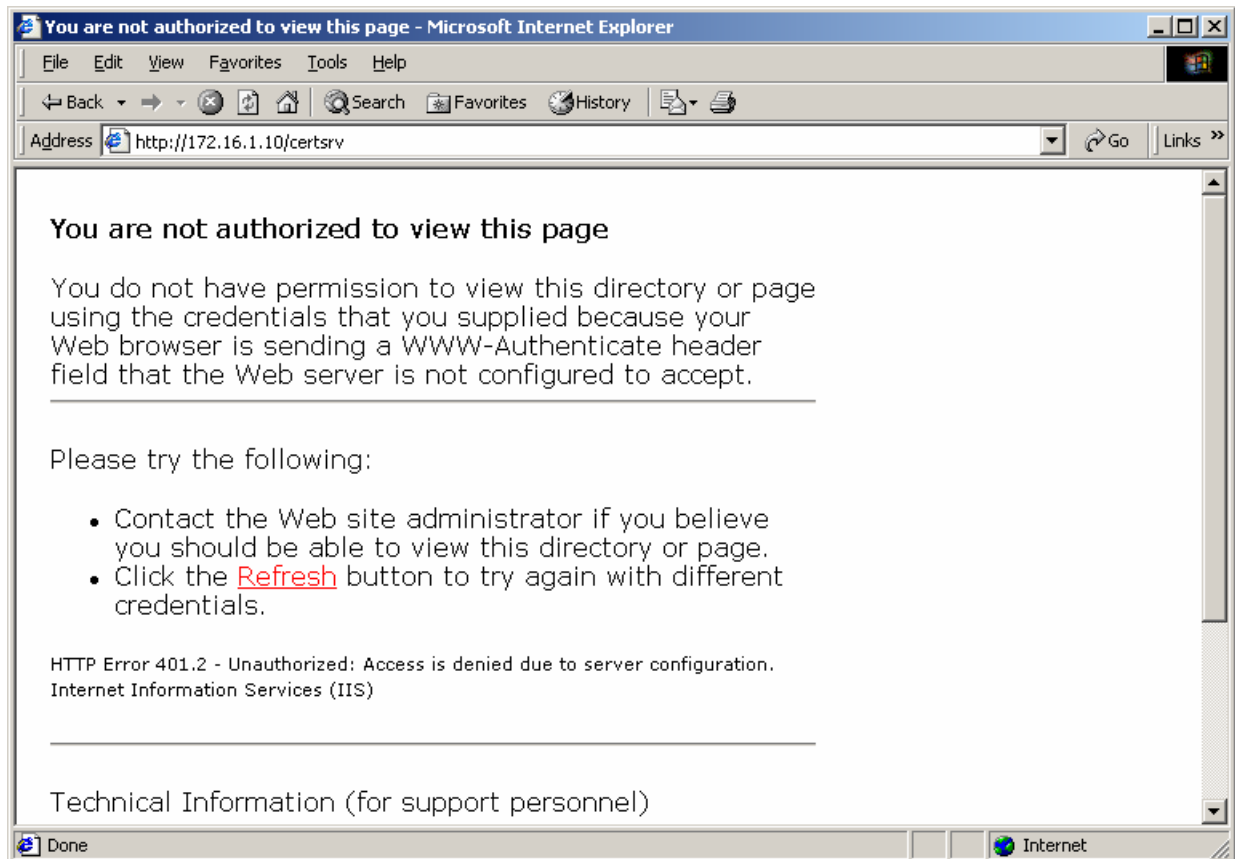 You are not authorized to view this page - Microsoft Internet Explorer
File Edit View Favorites Tools Help
Back Search Favorites History
Address http://172.16.1.10/certsrv Go Links »
You are not authorized to view this page
You do not have permission to view this directory or page
using the credentials that you supplied because your
Web browser is sending a WWW-Authenticate header
field that the Web server is not configured to accept.
Please try the following:
• Contact the Web site administrator if you believe
you should be able to view this directory or page.
• Click the Refresh button to try again with different
credentials.
HTTP Error 401.2 - Unauthorized: Access is denied due to server configuration.
Internet Information Services (IIS)
Technical Information (for support personnel)
Done Internet